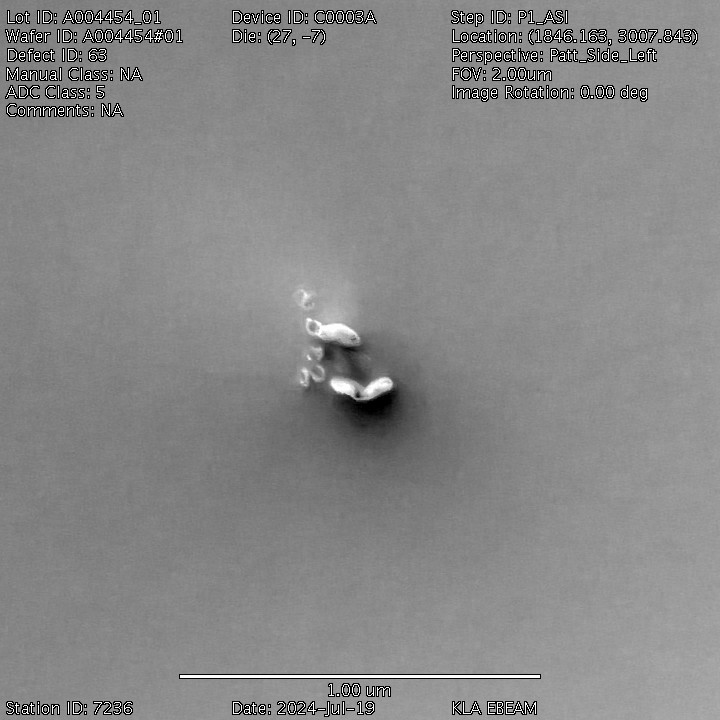 Lot ID: A004454_01
Wafer ID: A004454#01
Defect ID: 63
Manual Class: NA
ADC Class: 5
Comments: NA
Device ID: C0003A
Die: (27, -7)
Step ID: P1_ASI
Location: (1846.163, 3007.843)
Perspective: Patt_Side_Left
FOV: 2.00um
Image Rotation: 0.00 deg
1.00 um
Station ID: 7236
Date: 2024-Jul-19
KLA EBEAM